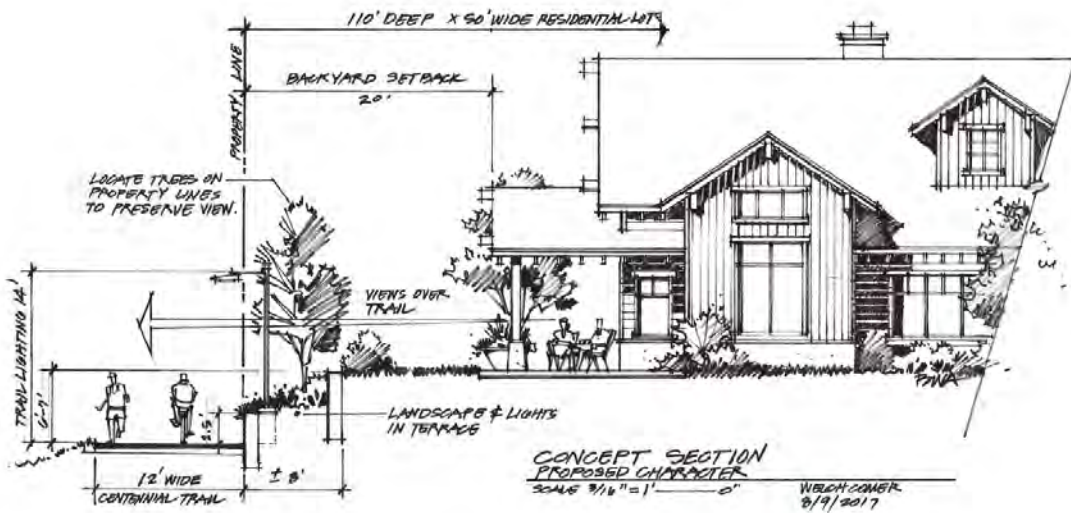 110' DEEP X 50' WIDE RESIDENTIAL LOT
PROPERTY LINE
BACKYARD SETBACK
20'
LOCATE TREES ON
PROPERTY LINES
TO PRESERVE VIEW.
VIEWS OVER
TRAIL
TRAIL LIGHTING 14'
6-7'
2.5'
LANDSCAPE & LIGHTS
IN TERRACE
12' WIDE
CENTENNIAL TRAIL
± 8'
CONCEPT SECTION
PROPOSED CHARACTER
SCALE 3/16" = 1' 0"
WELCH COMER
8/9/2017